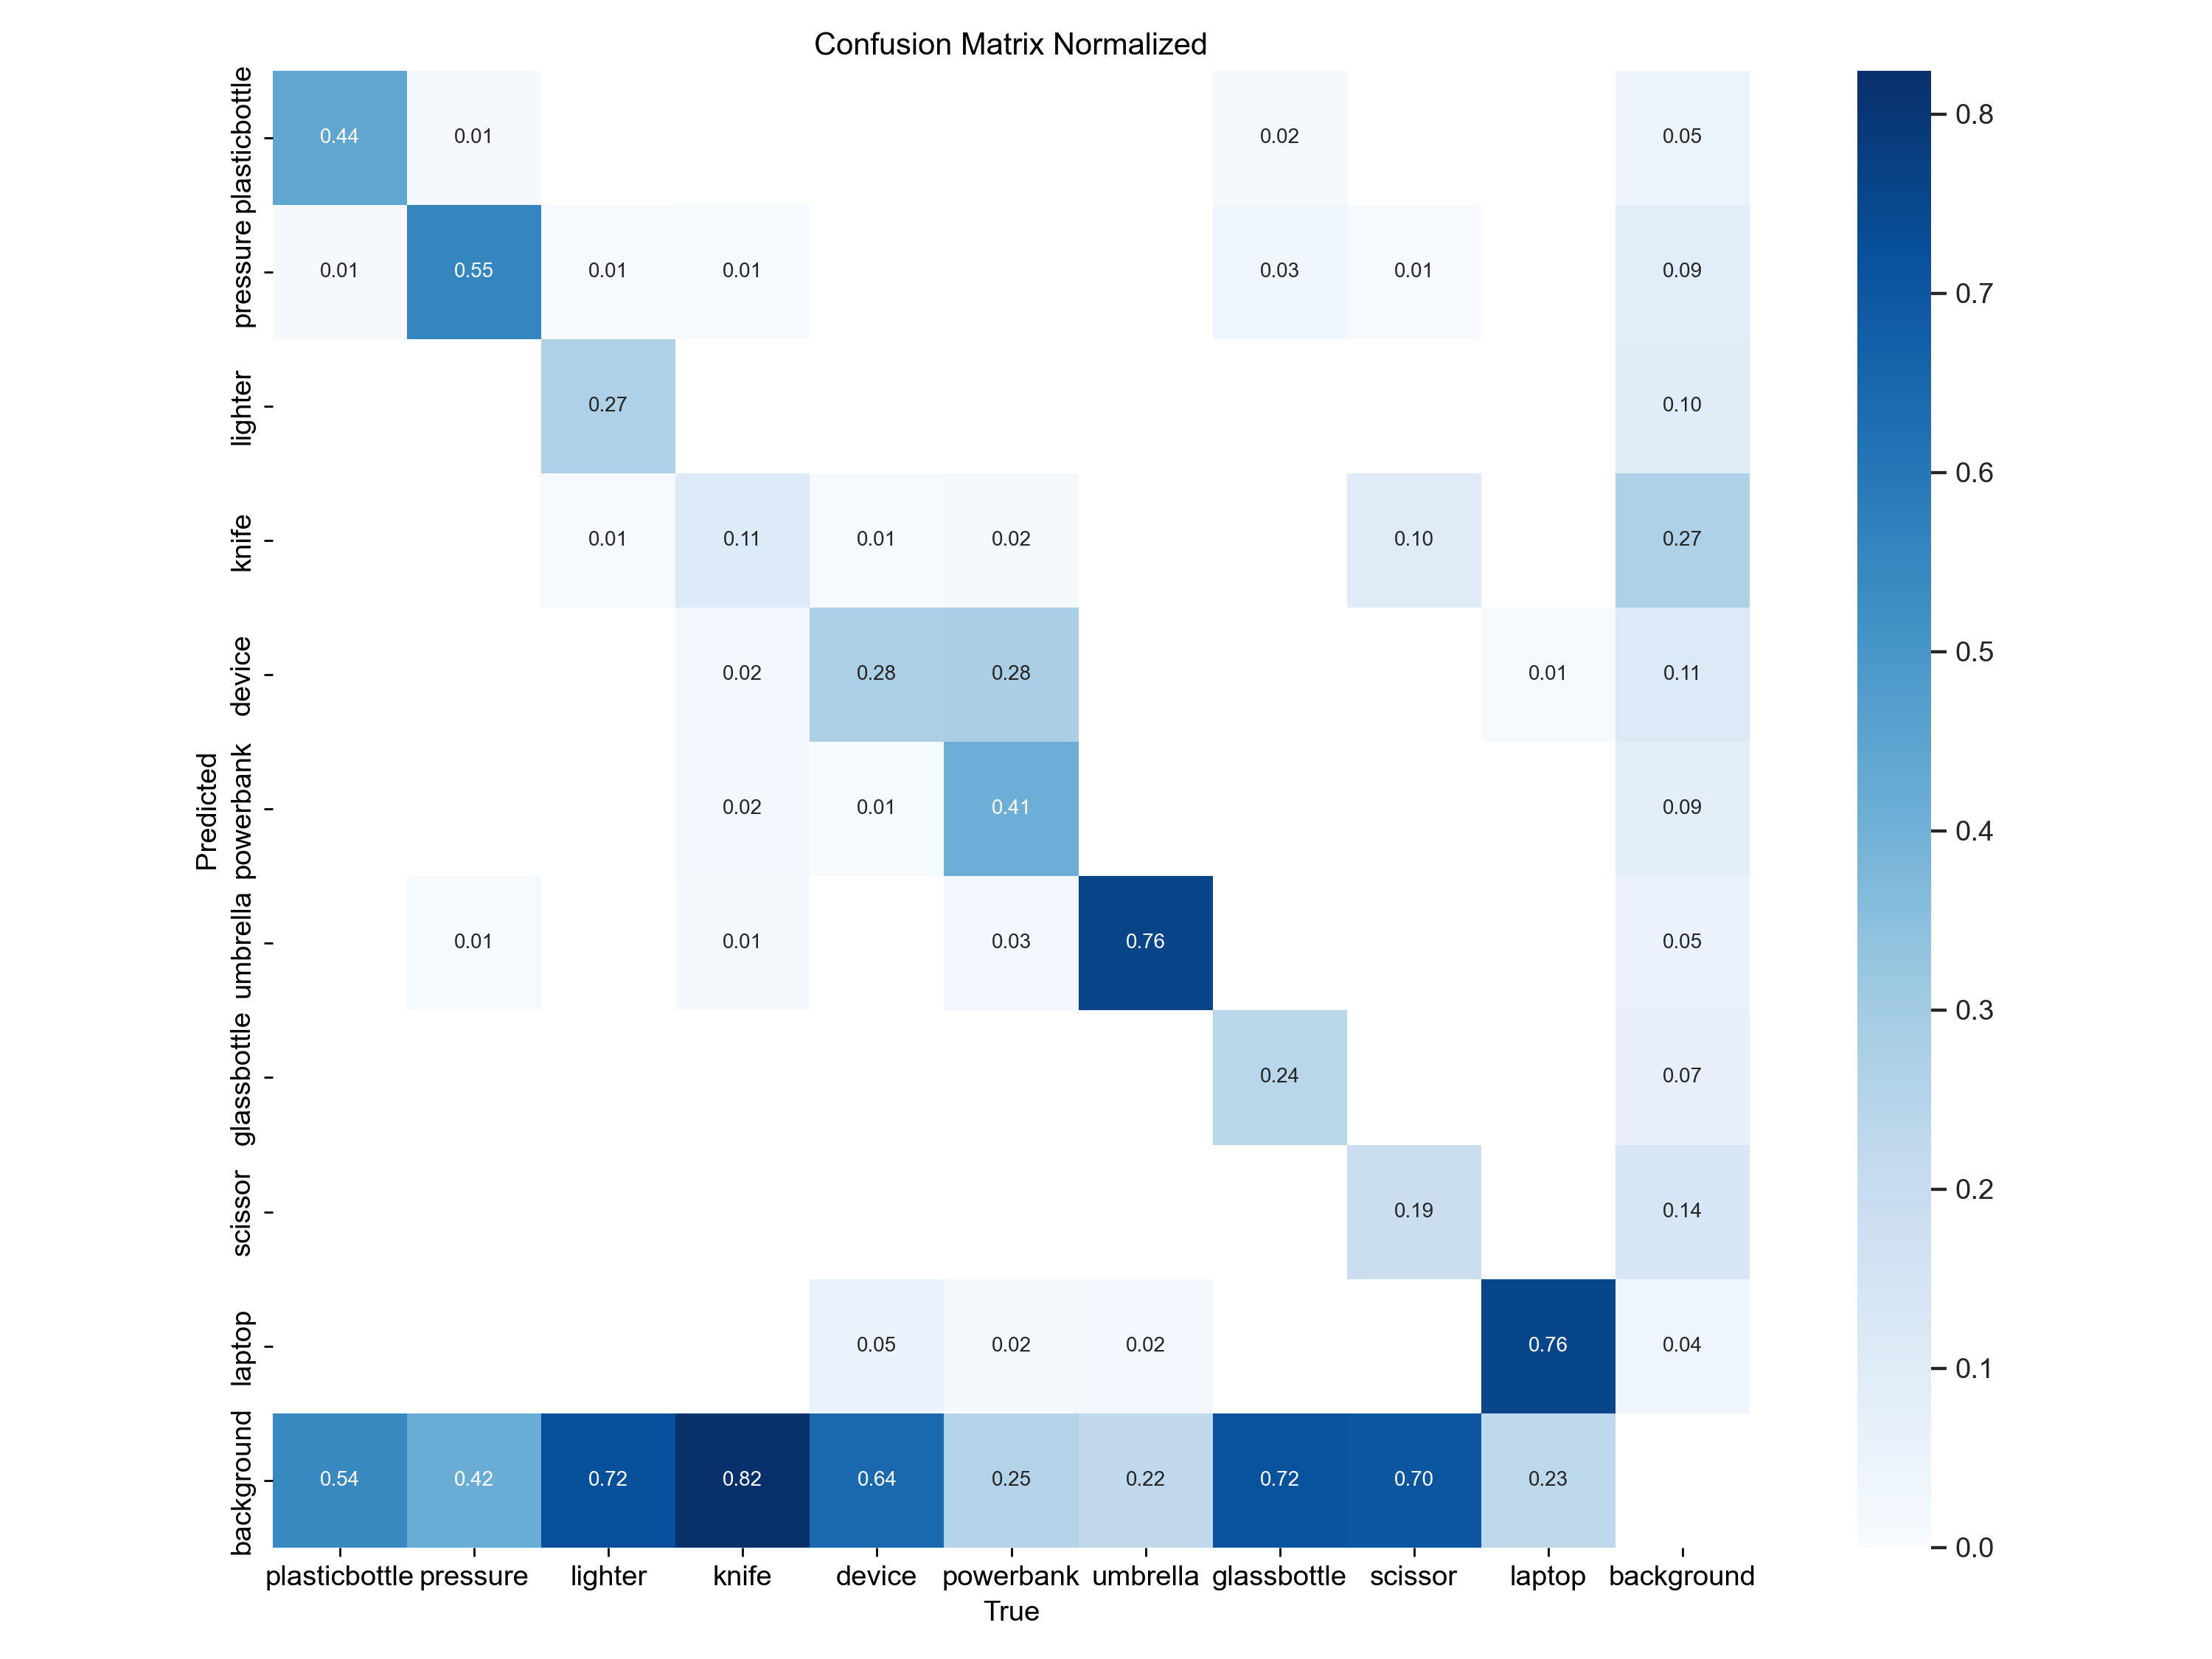 Confusion Matrix Normalized
plasticbottle 0.44 0.01 0.02 0.05
pressure 0.01 0.55 0.01 0.01 0.03 0.01 0.09
lighter 0.27 0.10
knife 0.01 0.11 0.01 0.02 0.10 0.27
device 0.02 0.28 0.28 0.01 0.11
powerbank 0.02 0.01 0.41 0.09
umbrella 0.01 0.01 0.03 0.76 0.05
glassbottle 0.24 0.07
scissor 0.19 0.14
laptop 0.05 0.02 0.02 0.76 0.04
background 0.54 0.42 0.72 0.82 0.64 0.25 0.22 0.72 0.70 0.23
Predicted
plasticbottle pressure lighter knife device powerbank umbrella glassbottle scissor laptop background
True
0.8
0.7
0.6
0.5
0.4
0.3
0.2
0.1
0.0